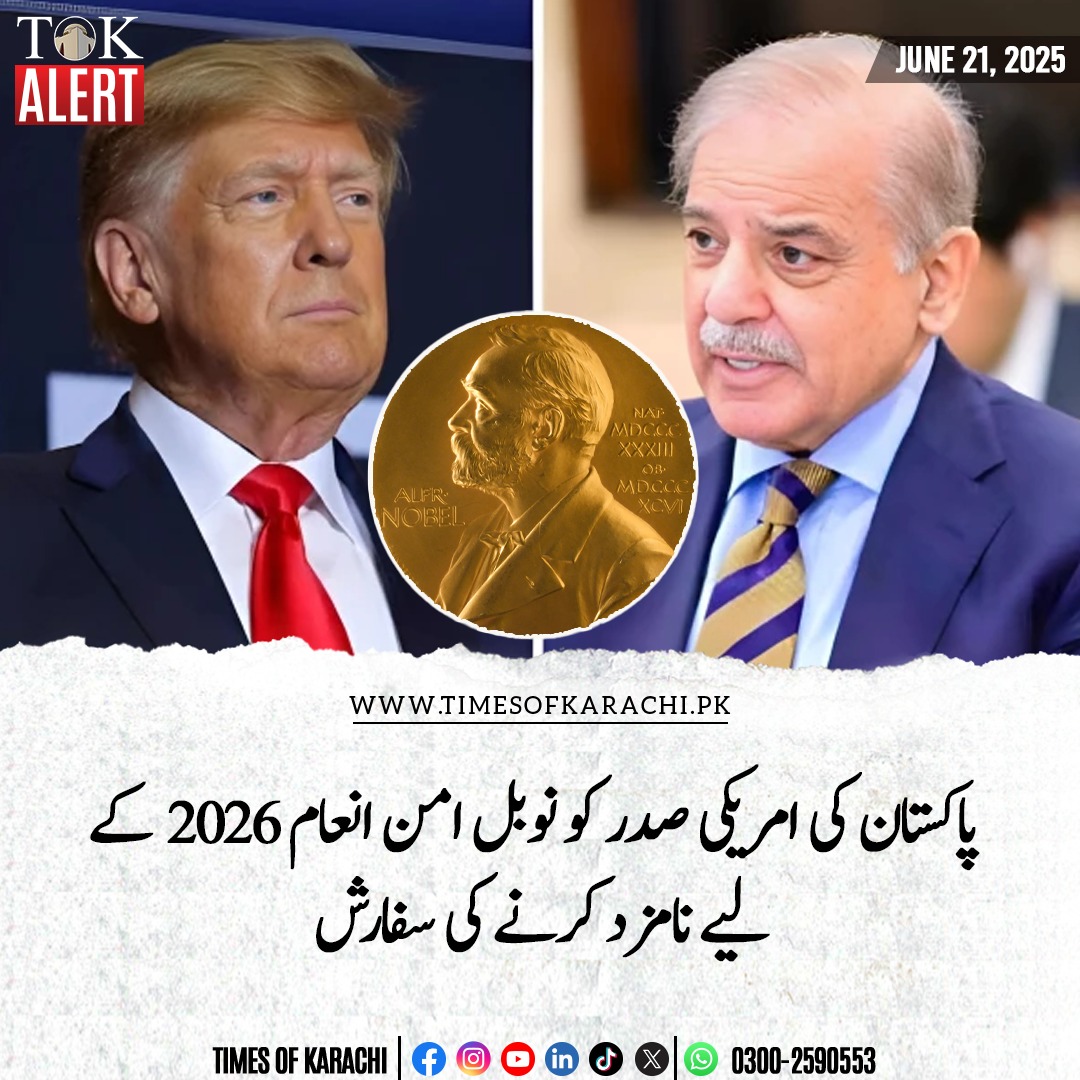 TOK
ALERT
JUNE 21, 2025
ALFR·
NOBEL
NAT·
MDCCC
XXXIII
OB·
MDCCC
XCVI
WWW.TIMESOFKARACHI.PK
پاکستان کی امریکی صدر کو نوبل امن انعام 2026 کے
لیے نامزد کرنے کی سفارش
TIMES OF KARACHI
0300-2590553